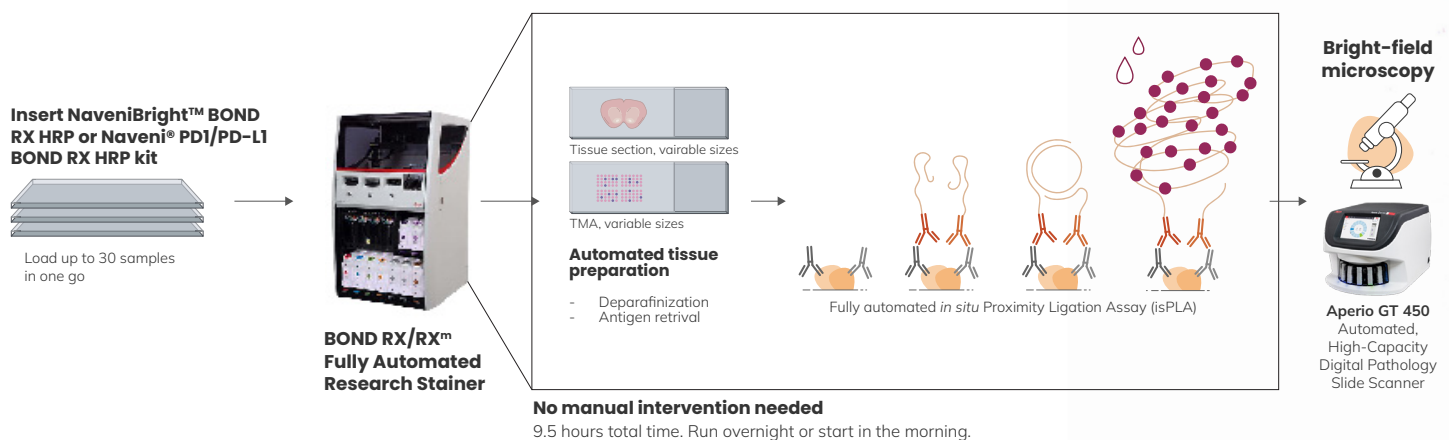 Insert NaveniBright™ BOND
RX HRP or Naveni® PD1/PD-L1
BOND RX HRP kit
Load up to 30 samples
in one go
BOND RX/RXᵐ
Fully Automated
Research Stainer
Tissue section, vairable sizes
TMA, variable sizes
Automated tissue
preparation
- Deparafinization
- Antigen retrival
Fully automated in situ Proximity Ligation Assay (isPLA)
No manual intervention needed
9.5 hours total time. Run overnight or start in the morning.
Bright-field
microscopy
Aperio GT 450
Automated,
High-Capacity
Digital Pathology
Slide Scanner